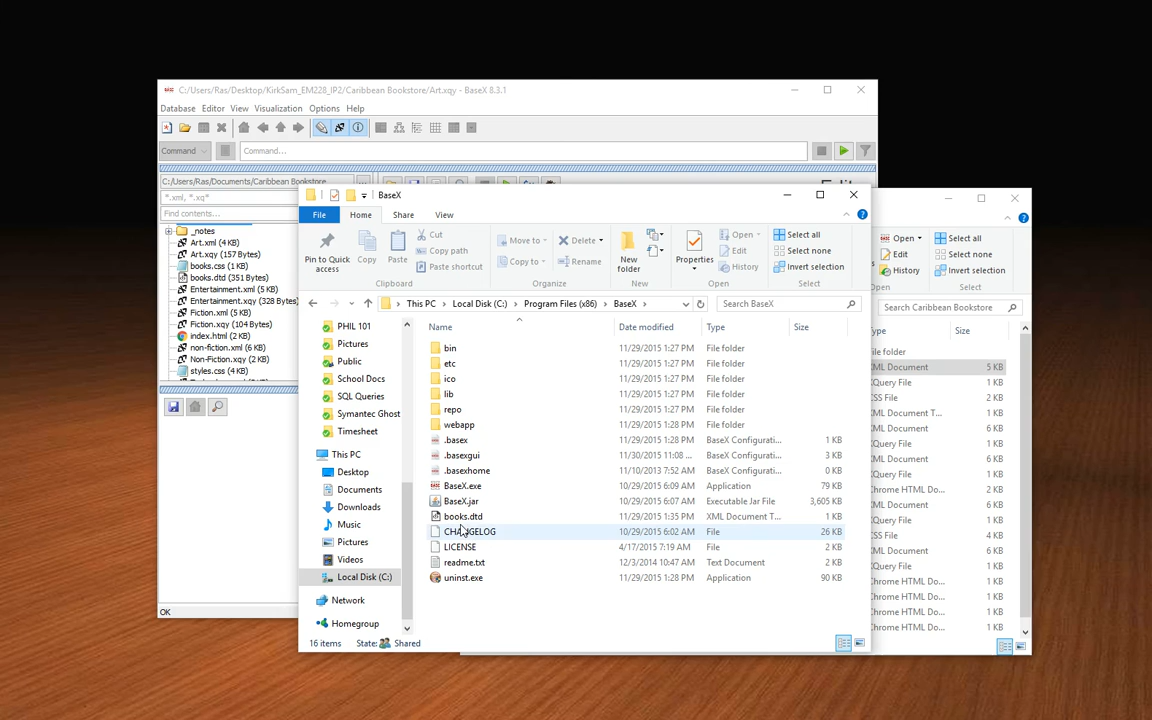 C:/Users/Ras/Desktop/KirkSam_EM228_IP2/Caribbean Bookstore/Art.xqy - BaseX 8.3.1
Database Editor View Visualization Options Help
Command Command...
C:/Users/Ras/Documents/Caribbean Bookstore
*.xml, *.xq*
Find contents...
_notes
Art.xml (4 KB)
Art.xqy (157 Bytes)
books.css (1 KB)
books.dtd (351 Bytes)
Entertainment.xml (5 KB)
Entertainment.xqy (328 Bytes)
Fiction.xml (5 KB)
Fiction.xqy (104 Bytes)
index.html (2 KB)
non-fiction.xml (6 KB)
Non-Fiction.xqy (2 KB)
styles.css (4 KB)
OK
BaseX
File Home Share View
Pin to Quick access
Copy
Paste
Cut
Copy path
Paste shortcut
Clipboard
Move to
Copy to
Delete
Rename
Organize
New folder
New
Properties
Open
Edit
History
Open
Select all
Select none
Invert selection
Select
This PC Local Disk (C:) Program Files (x86) BaseX
Search BaseX
PHIL 101
Pictures
Public
School Docs
SQL Queries
Symantec Ghost
Timesheet
This PC
Desktop
Documents
Downloads
Music
Pictures
Videos
Local Disk (C:)
Network
Homegroup
Name Date modified Type Size
bin 11/29/2015 1:27 PM File folder
etc 11/29/2015 1:27 PM File folder
ico 11/29/2015 1:27 PM File folder
lib 11/29/2015 1:27 PM File folder
repo 11/29/2015 1:27 PM File folder
webapp 11/29/2015 1:28 PM File folder
.basex 11/29/2015 1:28 PM BaseX Configurati... 1 KB
.basexgui 11/30/2015 11:08 ... BaseX Configurati... 3 KB
.basexhome 11/10/2013 7:52 AM BaseX Configurati... 0 KB
BaseX.exe 10/29/2015 6:09 AM Application 79 KB
BaseX.jar 10/29/2015 6:07 AM Executable Jar File 3,605 KB
books.dtd 11/29/2015 1:35 PM XML Document T... 1 KB
CHANGELOG 10/29/2015 6:02 AM File 26 KB
LICENSE 4/17/2015 7:19 AM File 2 KB
readme.txt 12/3/2014 10:47 AM Text Document 2 KB
uninst.exe 11/29/2015 1:28 PM Application 90 KB
16 items State: Shared
Open
Edit
History
Open
Select all
Select none
Invert selection
Select
Search Caribbean Bookstore
Type Size
File folder
XML Document 5 KB
XQuery File 1 KB
CSS File 2 KB
XML Document T... 1 KB
XML Document 6 KB
XQuery File 1 KB
XML Document 6 KB
XQuery File 1 KB
Chrome HTML Do... 2 KB
XML Document 6 KB
XQuery File 1 KB
CSS File 4 KB
XML Document 6 KB
XQuery File 1 KB
Chrome HTML Do... 1 KB
Chrome HTML Do... 1 KB
Chrome HTML Do... 1 KB
Chrome HTML Do... 1 KB